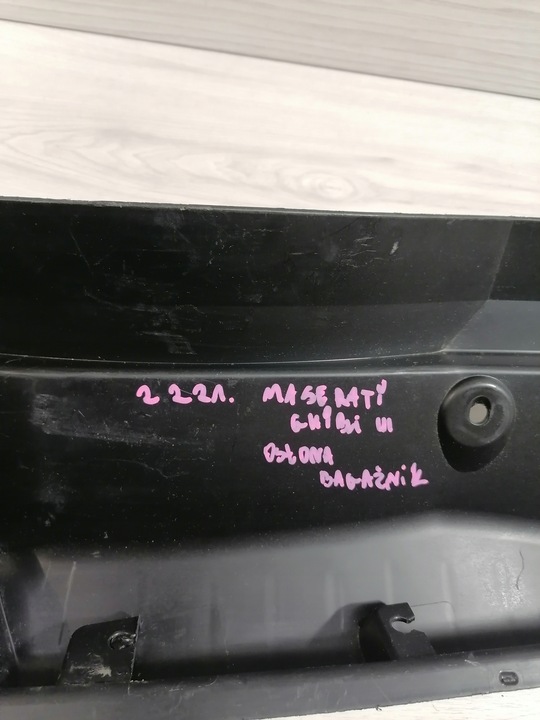 2221. MASERATI
GHIBLI III
OSŁONA
BAGAŻNIK